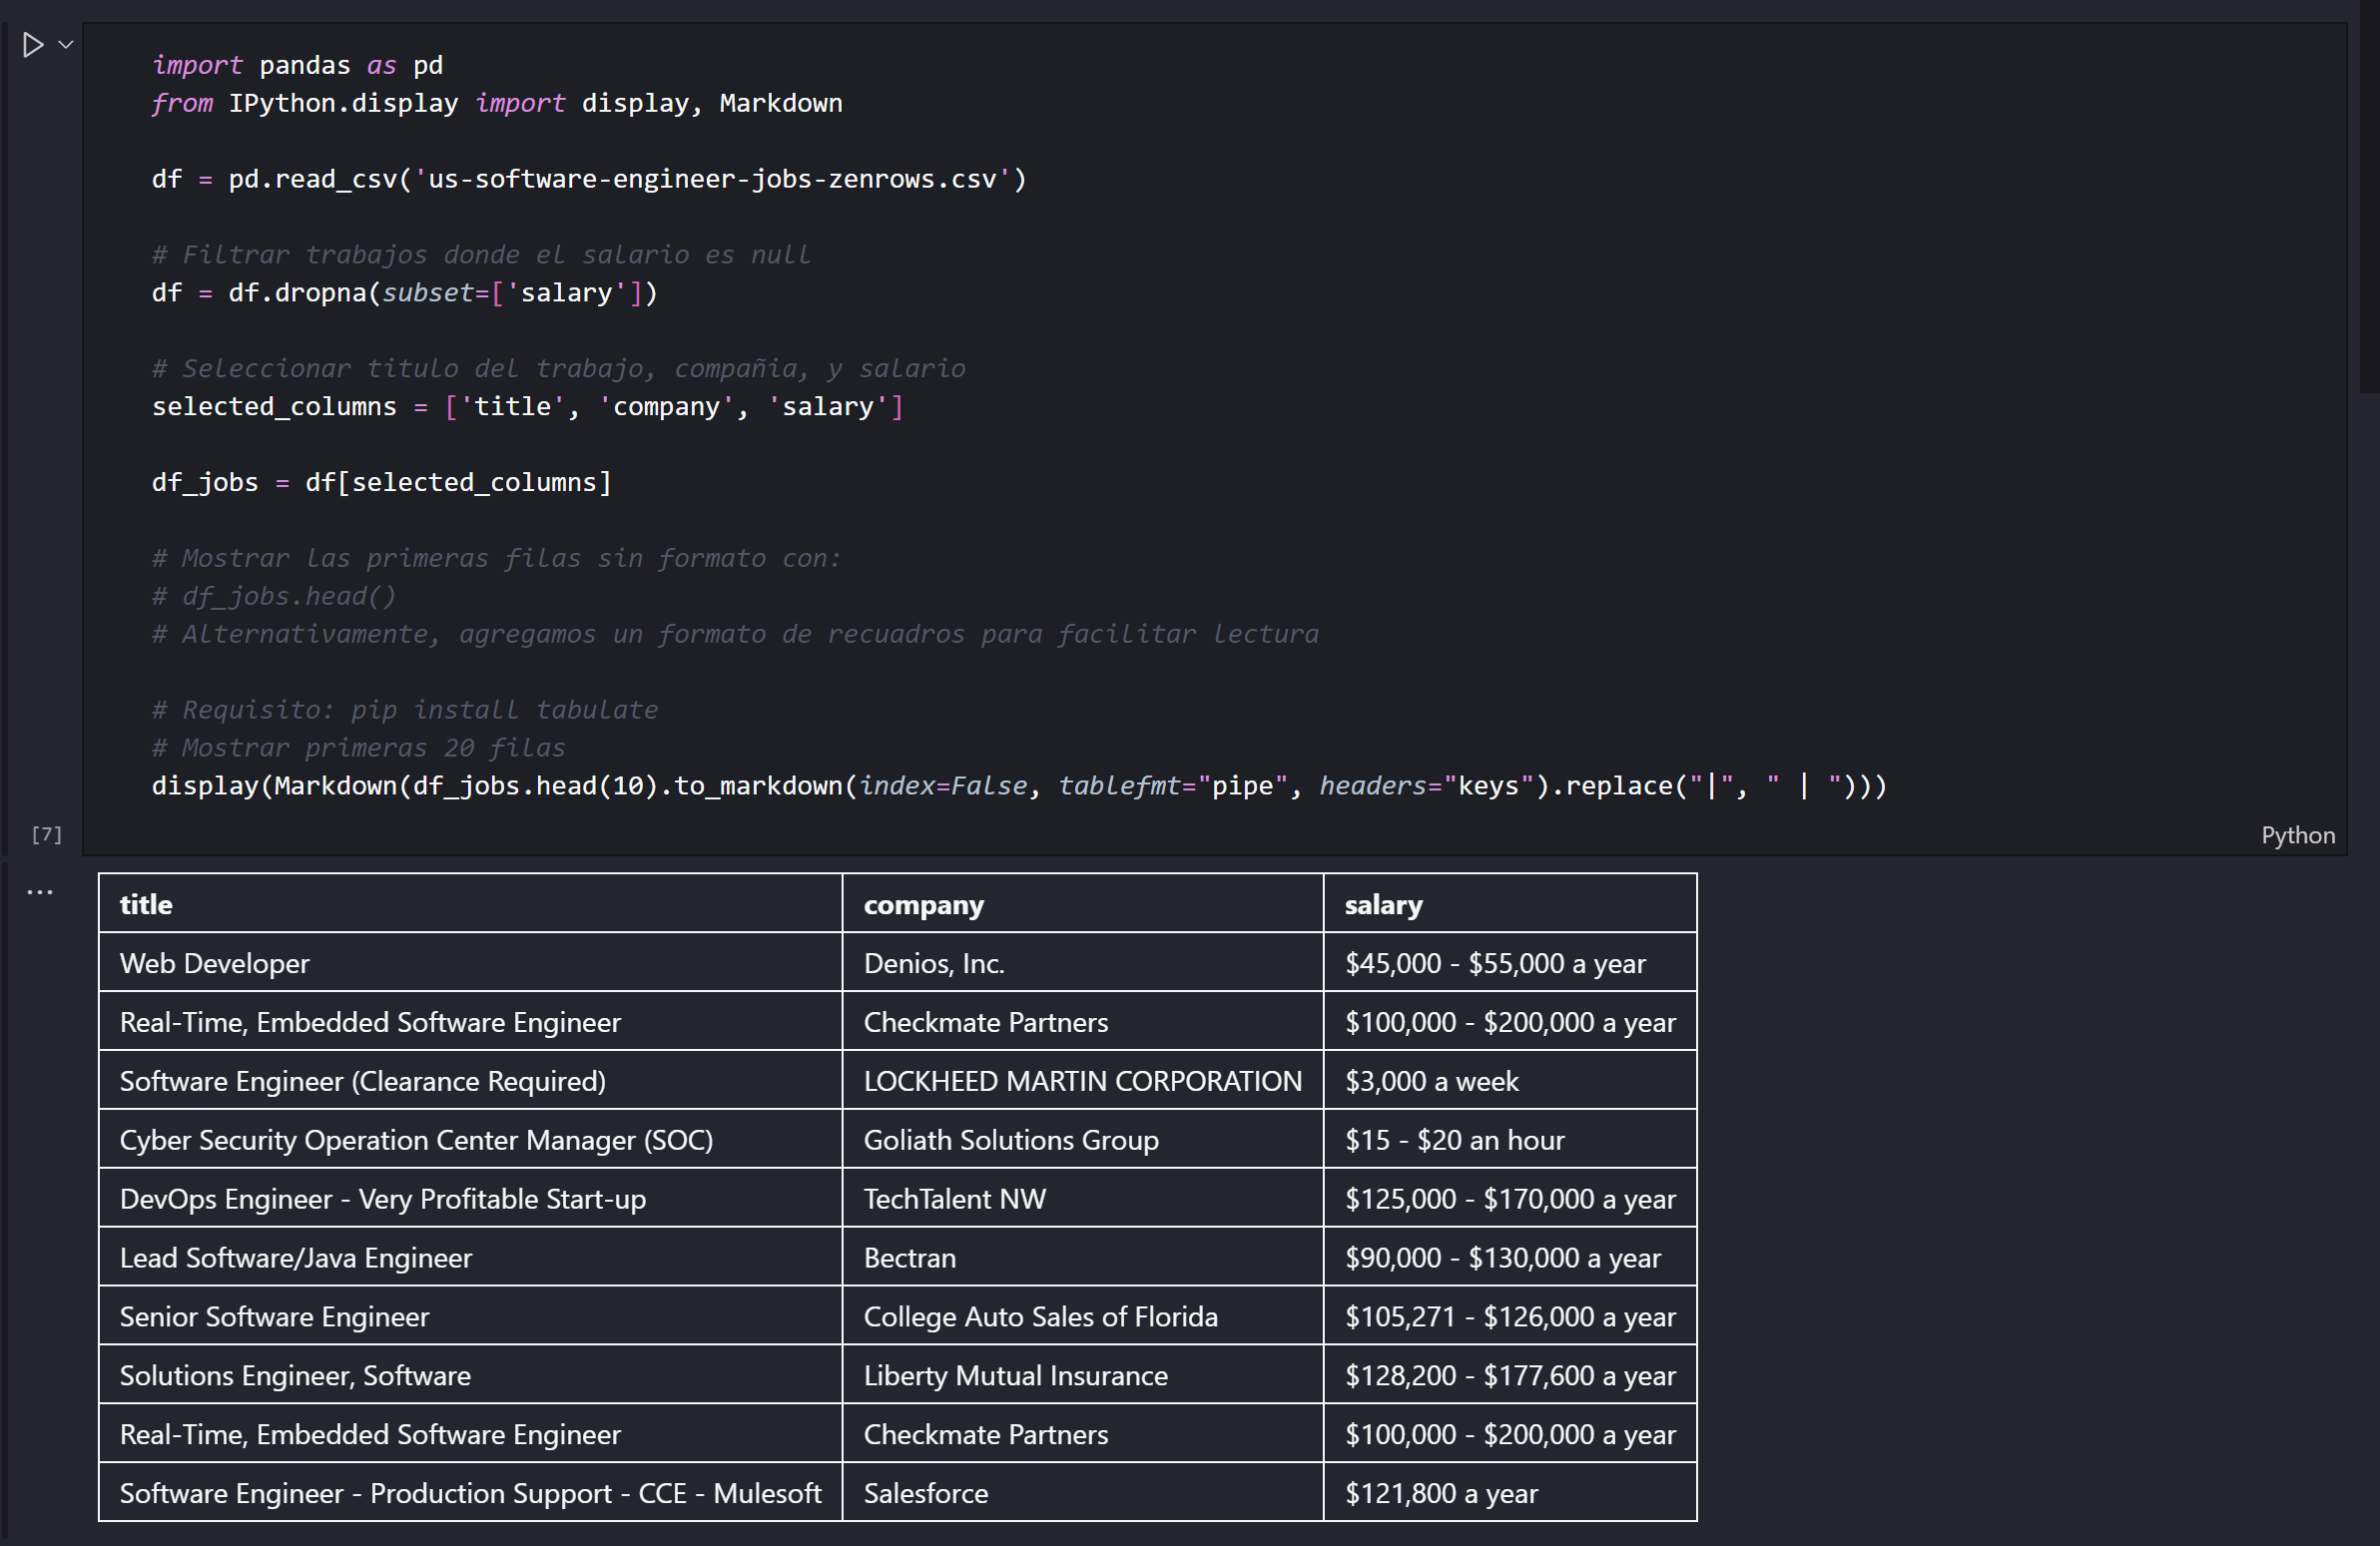 import pandas as pd
from IPython.display import display, Markdown
df = pd.read_csv('us-software-engineer-jobs-zenrows.csv')
# Filtrar trabajos donde el salario es null
df = df.dropna(subset=['salary'])
# Seleccionar titulo del trabajo, compañia, y salario
selected_columns = ['title', 'company', 'salary']
df_jobs = df[selected_columns]
# Mostrar las primeras filas sin formato con:
# df_jobs.head()
# Alternativamente, agregamos un formato de recuadros para facilitar lectura
# Requisito: pip install tabulate
# Mostrar primeras 20 filas
display(Markdown(df_jobs.head(10).to_markdown(index=False, tablefmt="pipe", headers="keys").replace("|", " | ")))
[7]
Python
title company salary
Web Developer Denios, Inc. $45,000 - $55,000 a year
Real-Time, Embedded Software Engineer Checkmate Partners $100,000 - $200,000 a year
Software Engineer (Clearance Required) LOCKHEED MARTIN CORPORATION $3,000 a week
Cyber Security Operation Center Manager (SOC) Goliath Solutions Group $15 - $20 an hour
DevOps Engineer - Very Profitable Start-up TechTalent NW $125,000 - $170,000 a year
Lead Software/Java Engineer Bectran $90,000 - $130,000 a year
Senior Software Engineer College Auto Sales of Florida $105,271 - $126,000 a year
Solutions Engineer, Software Liberty Mutual Insurance $128,200 - $177,600 a year
Real-Time, Embedded Software Engineer Checkmate Partners $100,000 - $200,000 a year
Software Engineer - Production Support - CCE - Mulesoft Salesforce $121,800 a year